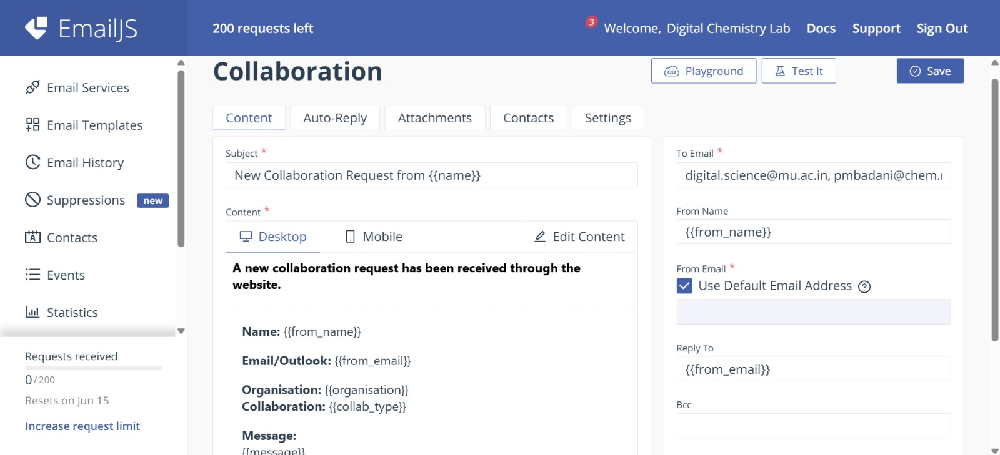 EmailJS
200 requests left
3
Welcome, Digital Chemistry Lab
Docs
Support
Sign Out
Email Services
Email Templates
Email History
Suppressions new
Contacts
Events
Statistics
Requests received
0/200
Resets on Jun 15
Increase request limit
Collaboration
Playground
Test It
Save
Content
Auto-Reply
Attachments
Contacts
Settings
Subject *
New Collaboration Request from {{name}}
Content *
Desktop
Mobile
Edit Content
A new collaboration request has been received through the
website.
Name: {{from_name}}
Email/Outlook: {{from_email}}
Organisation: {{organisation}}
Collaboration: {{collab_type}}
Message:
{{message}}
To Email *
digital.science@mu.ac.in, pmbadani@chem.
From Name
{{from_name}}
From Email *
Use Default Email Address ?
Reply To
{{from_email}}
Bcc